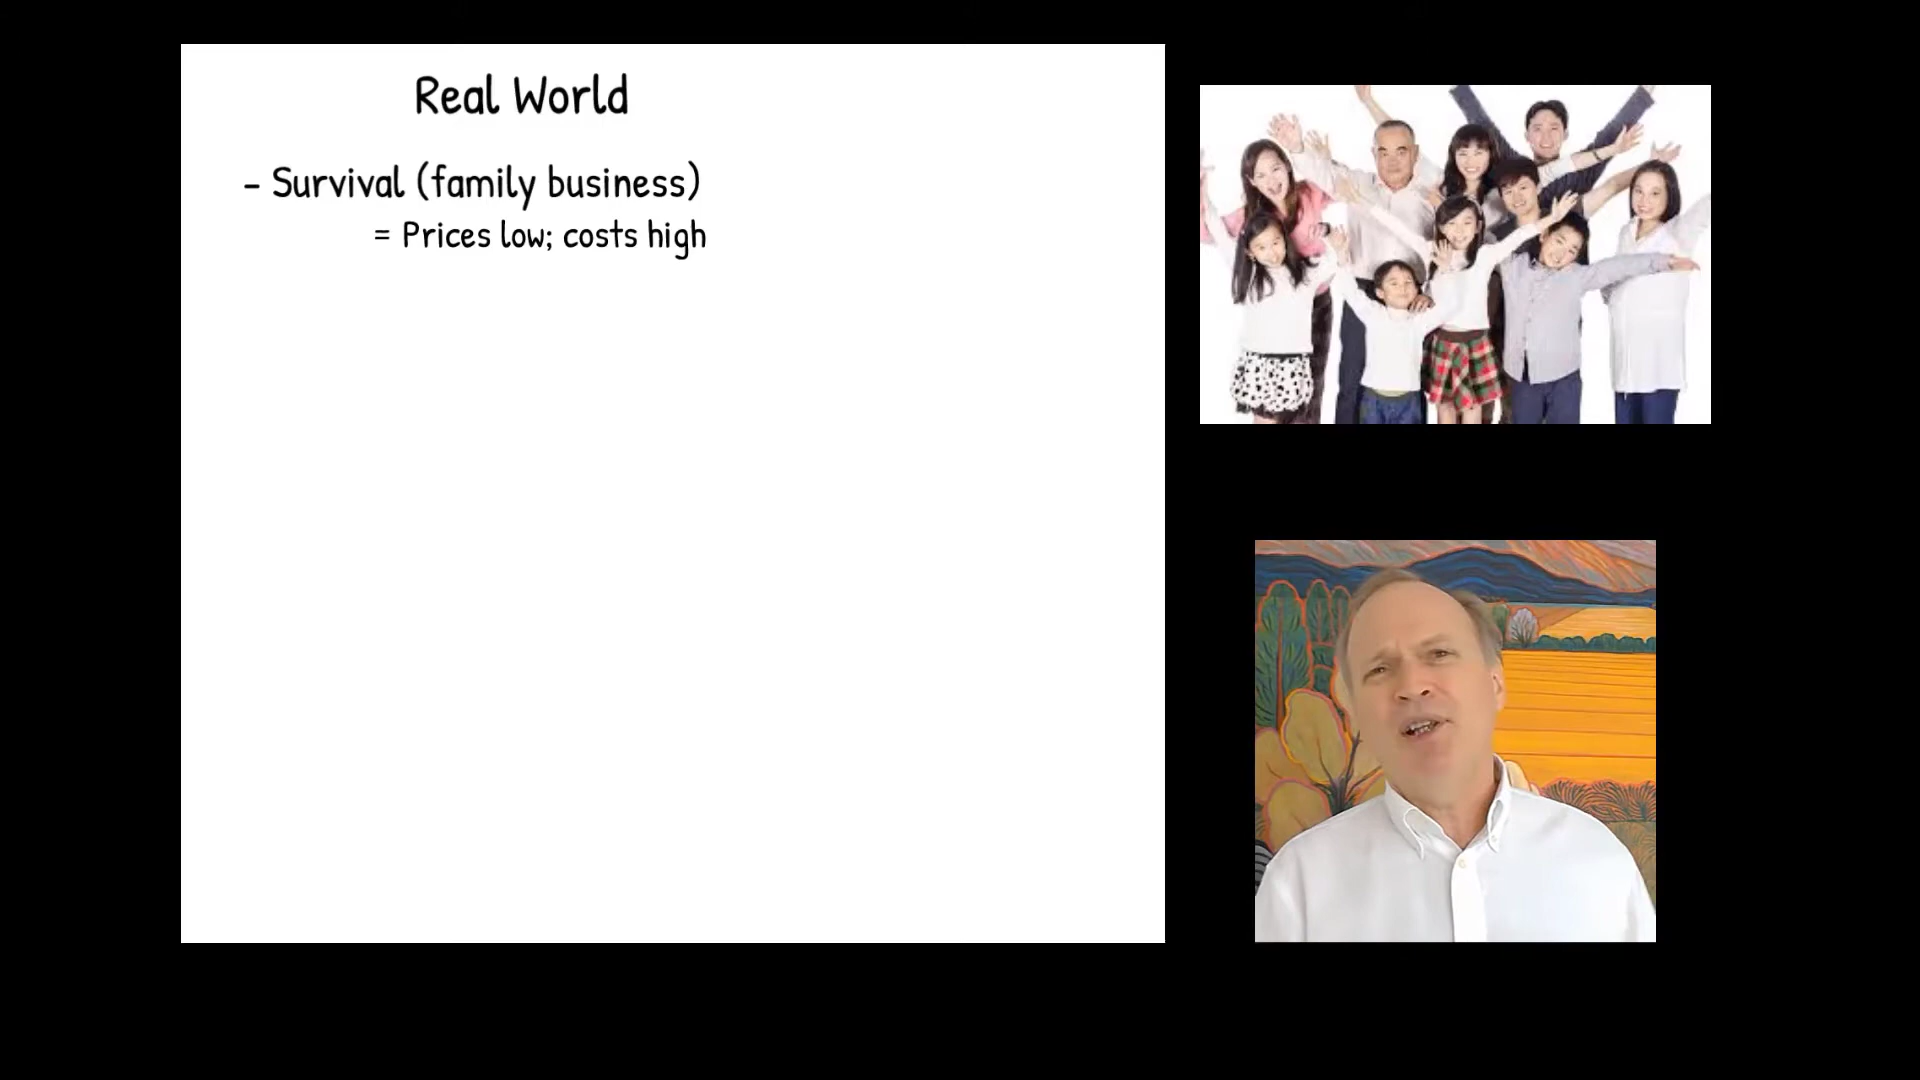 Real World
- Survival (family business)
= Prices low; costs high